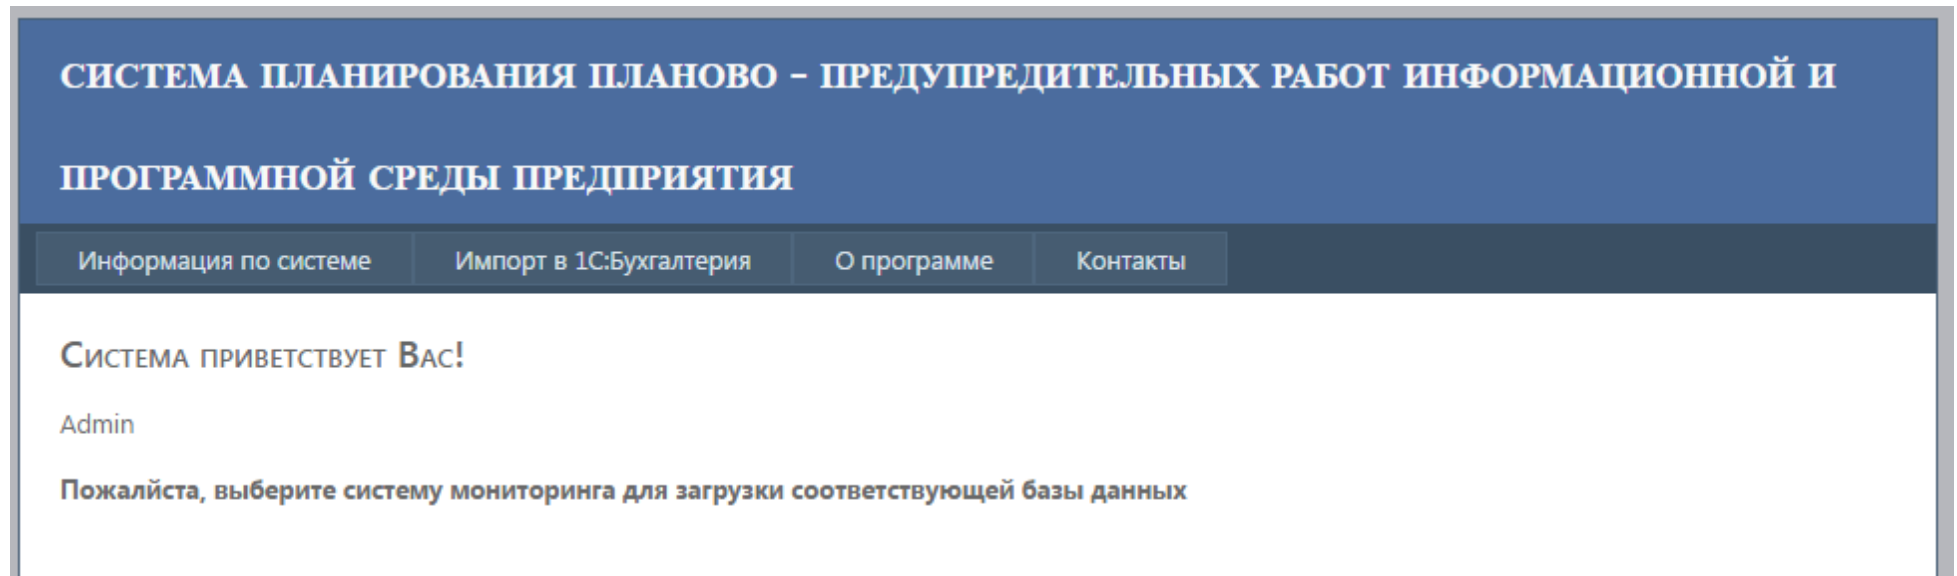 СИСТЕМА ПЛАНИРОВАНИЯ ПЛАНОВО – ПРЕДУПРЕДИТЕЛЬНЫХ РАБОТ ИНФОРМАЦИОННОЙ И
ПРОГРАММНОЙ СРЕДЫ ПРЕДПРИЯТИЯ
Информация по системе Импорт в 1С:Бухгалтерия О программе Контакты
Система приветствует Вас!
Admin
Пожалйста, выберите систему мониторинга для загрузки соответствующей базы данных